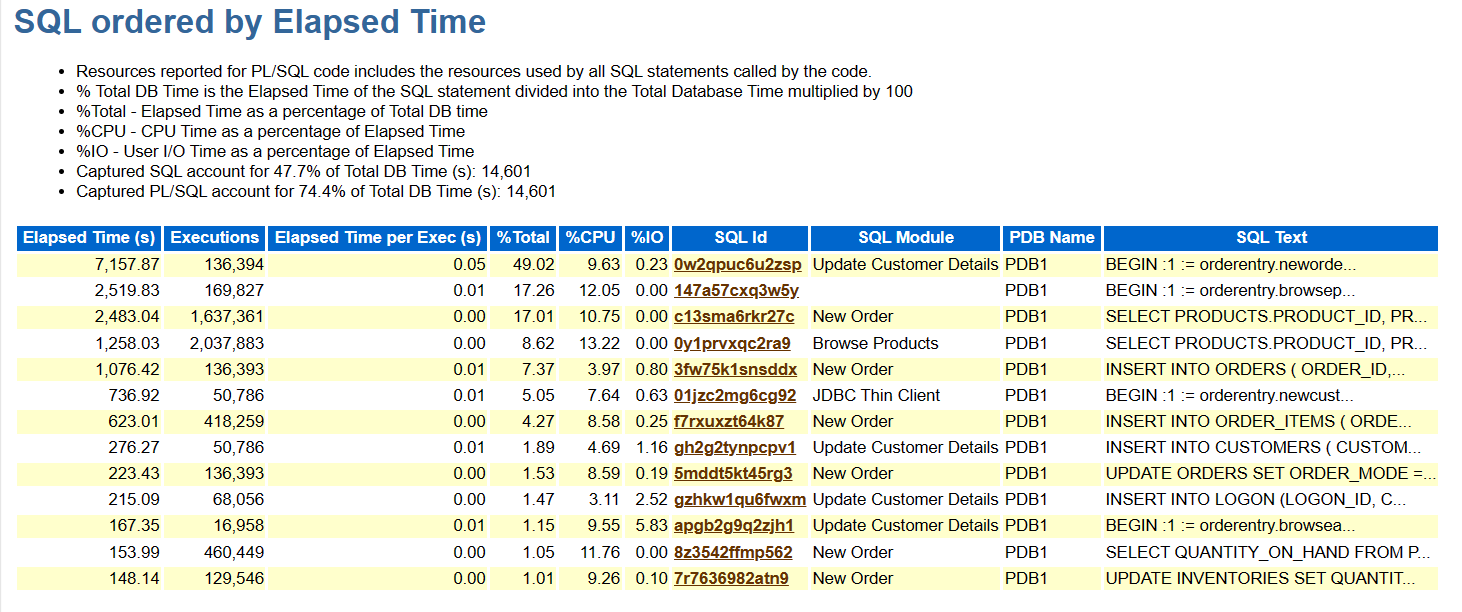 SQL ordered by Elapsed Time
• Resources reported for PL/SQL code includes the resources used by all SQL statements called by the code.
• % Total DB Time is the Elapsed Time of the SQL statement divided into the Total Database Time multiplied by 100
• %Total - Elapsed Time as a percentage of Total DB time
• %CPU - CPU Time as a percentage of Elapsed Time
• %IO - User I/O Time as a percentage of Elapsed Time
• Captured SQL account for 47.7% of Total DB Time (s): 14,601
• Captured PL/SQL account for 74.4% of Total DB Time (s): 14,601
Elapsed Time (s) Executions Elapsed Time per Exec (s) %Total %CPU %IO SQL Id SQL Module PDB Name SQL Text
7,157.87 136,394 0.05 49.02 9.63 0.23 0w2qpuc6u2zsp Update Customer Details PDB1 BEGIN :1 := orderentry.neworde...
2,519.83 169,827 0.01 17.26 12.05 0.00 147a57cxq3w5y PDB1 BEGIN :1 := orderentry.browsep...
2,483.04 1,637,361 0.00 17.01 10.75 0.00 c13sma6rkr27c New Order PDB1 SELECT PRODUCTS.PRODUCT_ID, PR...
1,258.03 2,037,883 0.00 8.62 13.22 0.00 0y1prvxqc2ra9 Browse Products PDB1 SELECT PRODUCTS.PRODUCT_ID, PR...
1,076.42 136,393 0.01 7.37 3.97 0.80 3fw75k1snsddx New Order PDB1 INSERT INTO ORDERS ( ORDER_ID,...
736.92 50,786 0.01 5.05 7.64 0.63 01jzc2mg6cg92 JDBC Thin Client PDB1 BEGIN :1 := orderentry.newcust...
623.01 418,259 0.00 4.27 8.58 0.25 f7rxuxzt64k87 New Order PDB1 INSERT INTO ORDER_ITEMS ( ORDE...
276.27 50,786 0.01 1.89 4.69 1.16 gh2g2tynpcpv1 Update Customer Details PDB1 INSERT INTO CUSTOMERS ( CUSTOM...
223.43 136,393 0.00 1.53 8.59 0.19 5mddt5kt45rg3 New Order PDB1 UPDATE ORDERS SET ORDER_MODE =...
215.09 68,056 0.00 1.47 3.11 2.52 gzhkw1qu6fwxm Update Customer Details PDB1 INSERT INTO LOGON (LOGON_ID, C...
167.35 16,958 0.01 1.15 9.55 5.83 apgb2g9q2zjh1 Update Customer Details PDB1 BEGIN :1 := orderentry.browsea...
153.99 460,449 0.00 1.05 11.76 0.00 8z3542ffmp562 New Order PDB1 SELECT QUANTITY_ON_HAND FROM P...
148.14 129,546 0.00 1.01 9.26 0.10 7r7636982atn9 New Order PDB1 UPDATE INVENTORIES SET QUANTIT...